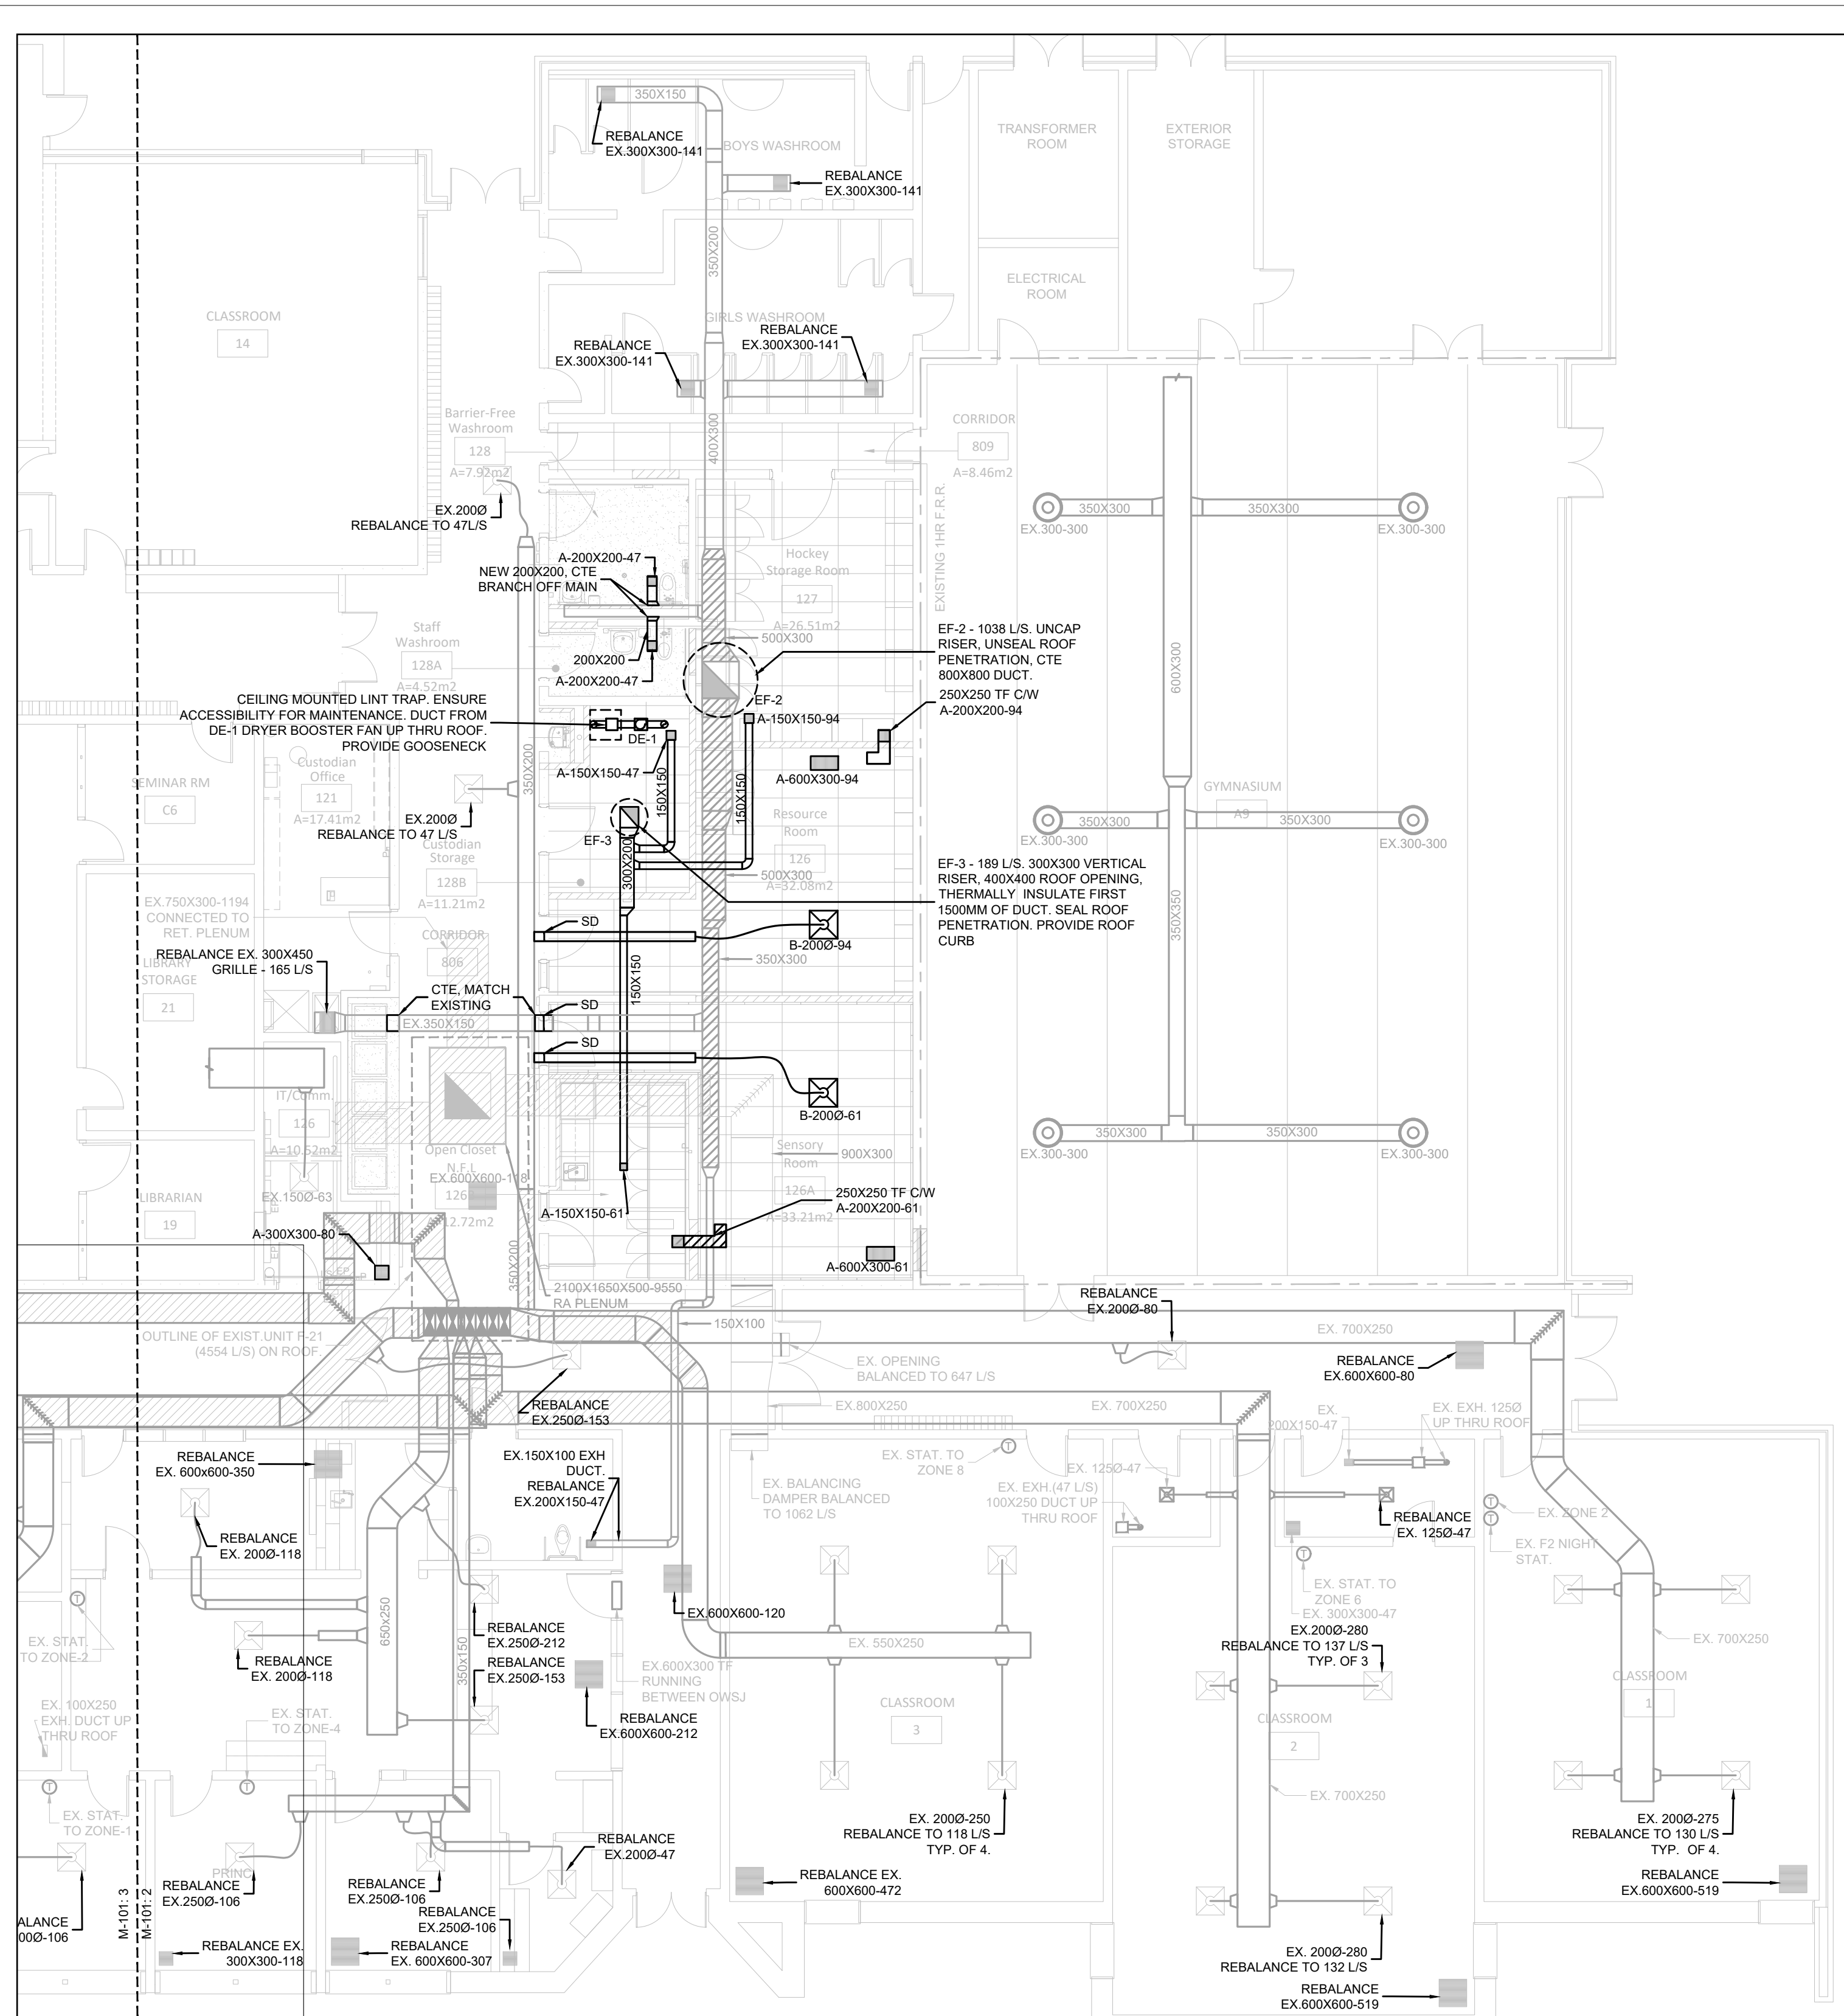 350X150
REBALANCE
EX.300X300-141
BOYS WASHROOM
TRANSFORMER
ROOM
EXTERIOR
STORAGE
REBALANCE
EX.300X300-141
350X200
ELECTRICAL
ROOM
CLASSROOM
14
GIRLS WASHROOM
REBALANCE
EX.300X300-141
REBALANCE
EX.300X300-141
Barrier-Free
Washroom
128
A=7.92m2
400X300
CORRIDOR
809
A=8.46m2
EX.200Ø
REBALANCE TO 47L/S
EXISTING 1HR F.R.R.
350X300
350X300
EX.300-300
EX.300-300
A-200X200-47
NEW 200X200, CTE
BRANCH OFF MAIN
Hockey
Storage Room
127
A=26.51m2
Staff
Washroom
128A
A=4.52m2
500X300
200X200
A-200X200-47
EF-2 - 1038 L/S. UNCAP
RISER, UNSEAL ROOF
PENETRATION, CTE
800X800 DUCT.
600X300
EF-2
250X250 TF C/W
A-200X200-94
CEILING MOUNTED LINT TRAP. ENSURE
ACCESSIBILITY FOR MAINTENANCE. DUCT FROM
DE-1 DRYER BOOSTER FAN UP THRU ROOF.
PROVIDE GOOSENECK
DE-1
A-150X150-94
A-150X150-47
150X150
150X150
A-600X300-94
350X200
Custodian
Office
121
A=17.41m2
SEMINAR RM
C6
GYMNASIUM
A9
EX.200Ø
REBALANCE TO 47 L/S
EF-3
Resource
Room
126
A=32.08m2
350X300
350X300
EX.300-300
EX.300-300
Custodian
Storage
128B
A=11.21m2
300X200
500X300
EF-3 - 189 L/S. 300X300 VERTICAL
RISER, 400X400 ROOF OPENING,
THERMALLY INSULATE FIRST
1500MM OF DUCT. SEAL ROOF
PENETRATION. PROVIDE ROOF
CURB
350X350
EX.750X300-1194
CONNECTED TO
RET. PLENUM
SD
B-200Ø-94
CORRIDOR
806
REBALANCE EX. 300X450
GRILLE - 165 L/S
LIBRARY
STORAGE
21
350X300
150X150
CTE, MATCH
EXISTING
SD
EX.350X150
SD
IT/Comm.
126
A=10.52m2
B-200Ø-61
350X300
350X300
EX.300-300
EX.300-300
Open Closet
N.F.I.
EX.600X600-118
126
12.72m2
Sensory
Room
126A
A=33.21m2
900X300
EX.150Ø-63
LIBRARIAN
19
A-150X150-61
250X250 TF C/W
A-200X200-61
A-300X300-80
A-600X300-61
350X200
2100X1650X500-9550
RA PLENUM
REBALANCE
EX.200Ø-80
150X100
EX. 700X250
OUTLINE OF EXIST.UNIT F-21
(4554 L/S) ON ROOF.
EX. OPENING
BALANCED TO 647 L/S
REBALANCE
EX.600X600-80
REBALANCE
EX.250Ø-153
EX.800X250
EX. 700X250
EX.
200X150-47
EX. EXH. 125Ø
UP THRU ROOF
REBALANCE
EX. 600x600-350
EX.150X100 EXH
DUCT.
REBALANCE
EX.200X150-47
EX. STAT. TO
ZONE 8
EX. BALANCING
DAMPER BALANCED
TO 1062 L/S
EX. 125Ø-47
EX. EXH.(47 L/S)
100X250 DUCT UP
THRU ROOF
REBALANCE
EX. 125Ø-47
EX. ZONE 2
EX. F2 NIGHT
STAT.
REBALANCE
EX. 200Ø-118
EX. STAT. TO
ZONE 6
EX. 300X300-47
650x250
350x150
EX.600X600-120
REBALANCE
EX.250Ø-212
EX. 550X250
EX.200Ø-280
REBALANCE TO 137 L/S
TYP. OF 3
EX. 700X250
EX. STAT.
TO ZONE-2
REBALANCE
EX. 200Ø-118
REBALANCE
EX.250Ø-153
EX.600X300 TF
RUNNING
BETWEEN OWSJ
CLASSROOM
3
CLASSROOM
1
EX. 100X250
EXH. DUCT UP
THRU ROOF
EX. STAT.
TO ZONE-4
REBALANCE
EX.600X600-212
CLASSROOM
2
EX. 700X250
EX. STAT.
TO ZONE-1
EX. 200Ø-250
REBALANCE TO 118 L/S
TYP. OF 4.
EX. 200Ø-275
REBALANCE TO 130 L/S
TYP. OF 4.
REBALANCE
EX.200Ø-47
PRINC
REBALANCE
EX.250Ø-106
REBALANCE
EX.250Ø-106
REBALANCE EX.
600X600-472
REBALANCE
EX.600X600-519
ALANCE
00Ø-106
M-101: 3
M-101: 2
REBALANCE
EX.250Ø-106
REBALANCE EX.
300X300-118
REBALANCE
EX. 600X600-307
EX. 200Ø-280
REBALANCE TO 132 L/S
REBALANCE
EX.600X600-519